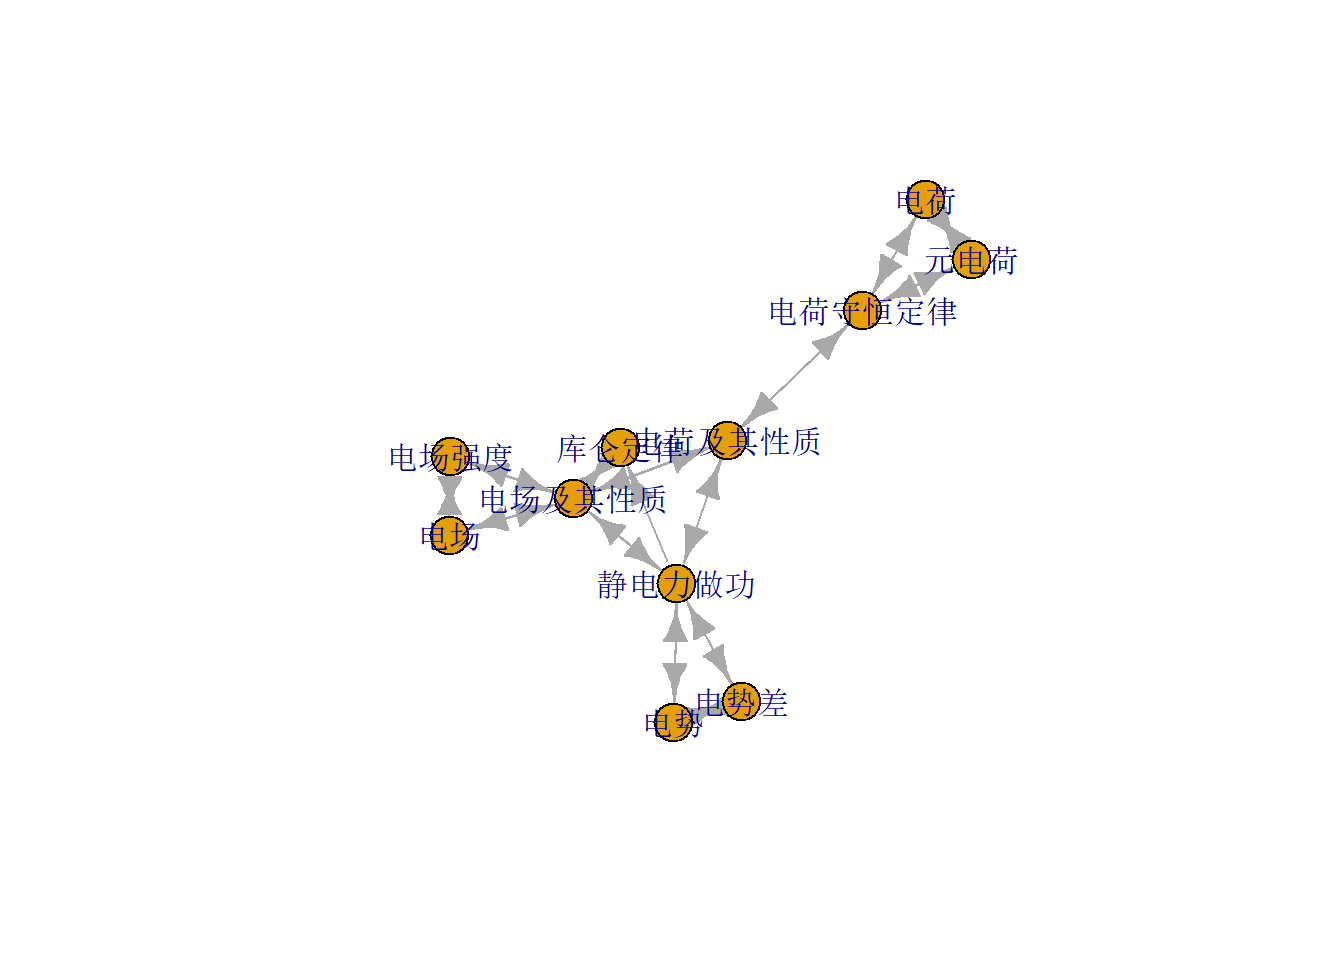 电荷
元电荷
电荷守恒定律
电荷及其性质
库仑定律
电场强度
电场及其性质
电场
静电力做功
电势差
电势